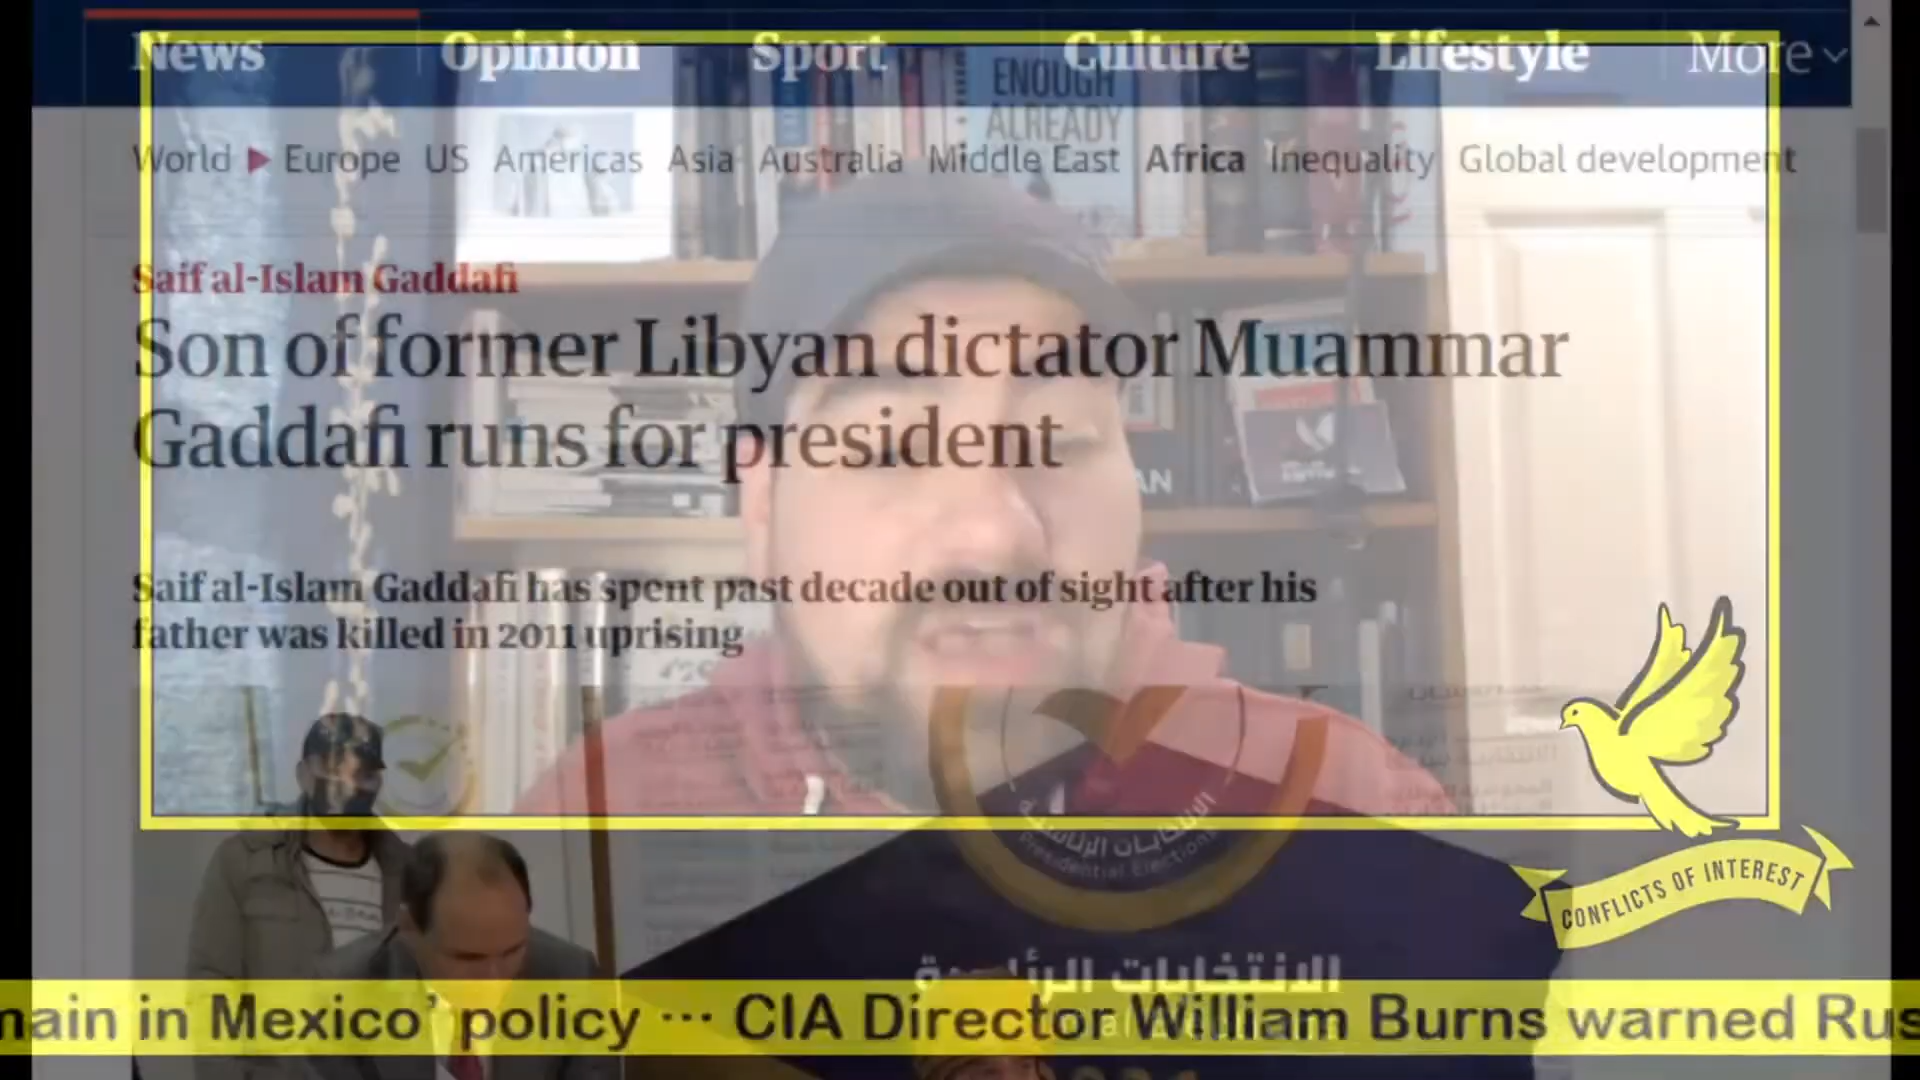 News Opinion Sport Culture Lifestyle More
ENOUGH
ALREADY
World Europe US Americas Asia Australia Middle East Africa Inequality Global development
Saif al-Islam Gaddafi
Son of former Libyan dictator Muammar
Gaddafi runs for president
Saif al-Islam Gaddafi has spent past decade out of sight after his
father was killed in 2011 uprising
الانتخابات الرئاسية
Presidential Elections
CONFLICTS OF INTEREST
الانتخابات
main in Mexico' policy ··· CIA Director William Burns warned Rus